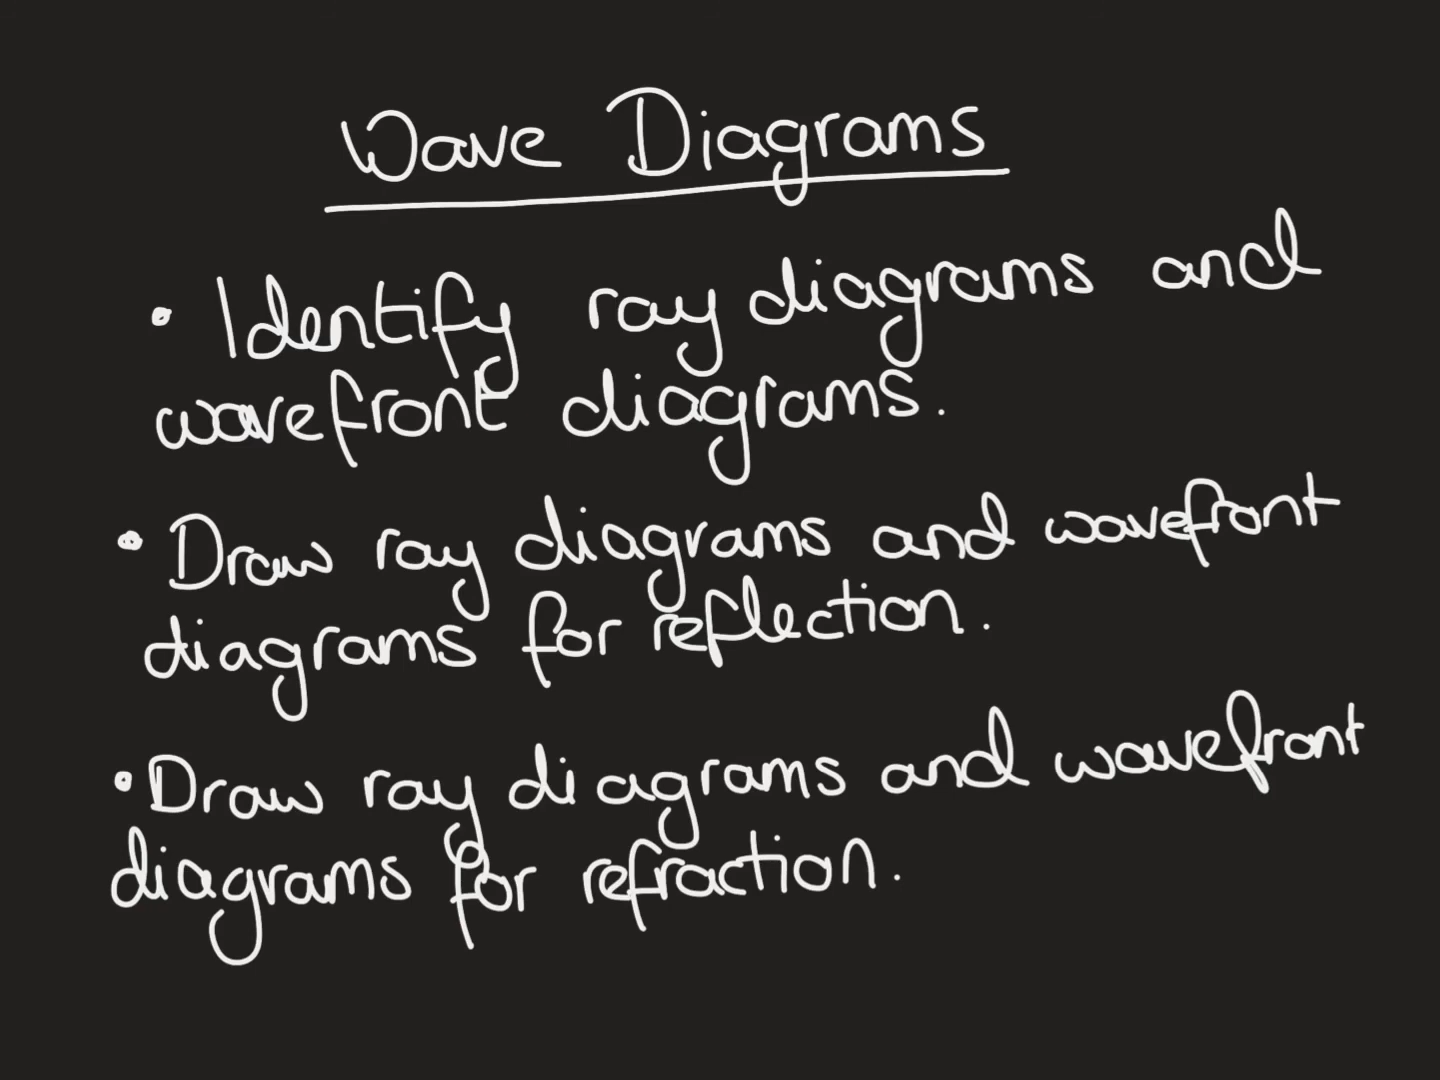 Wave Diagrams
• Identify ray diagrams and
wavefront diagrams.
• Draw ray diagrams and wavefront
diagrams for reflection.
• Draw ray diagrams and wavefront
diagrams for refraction.